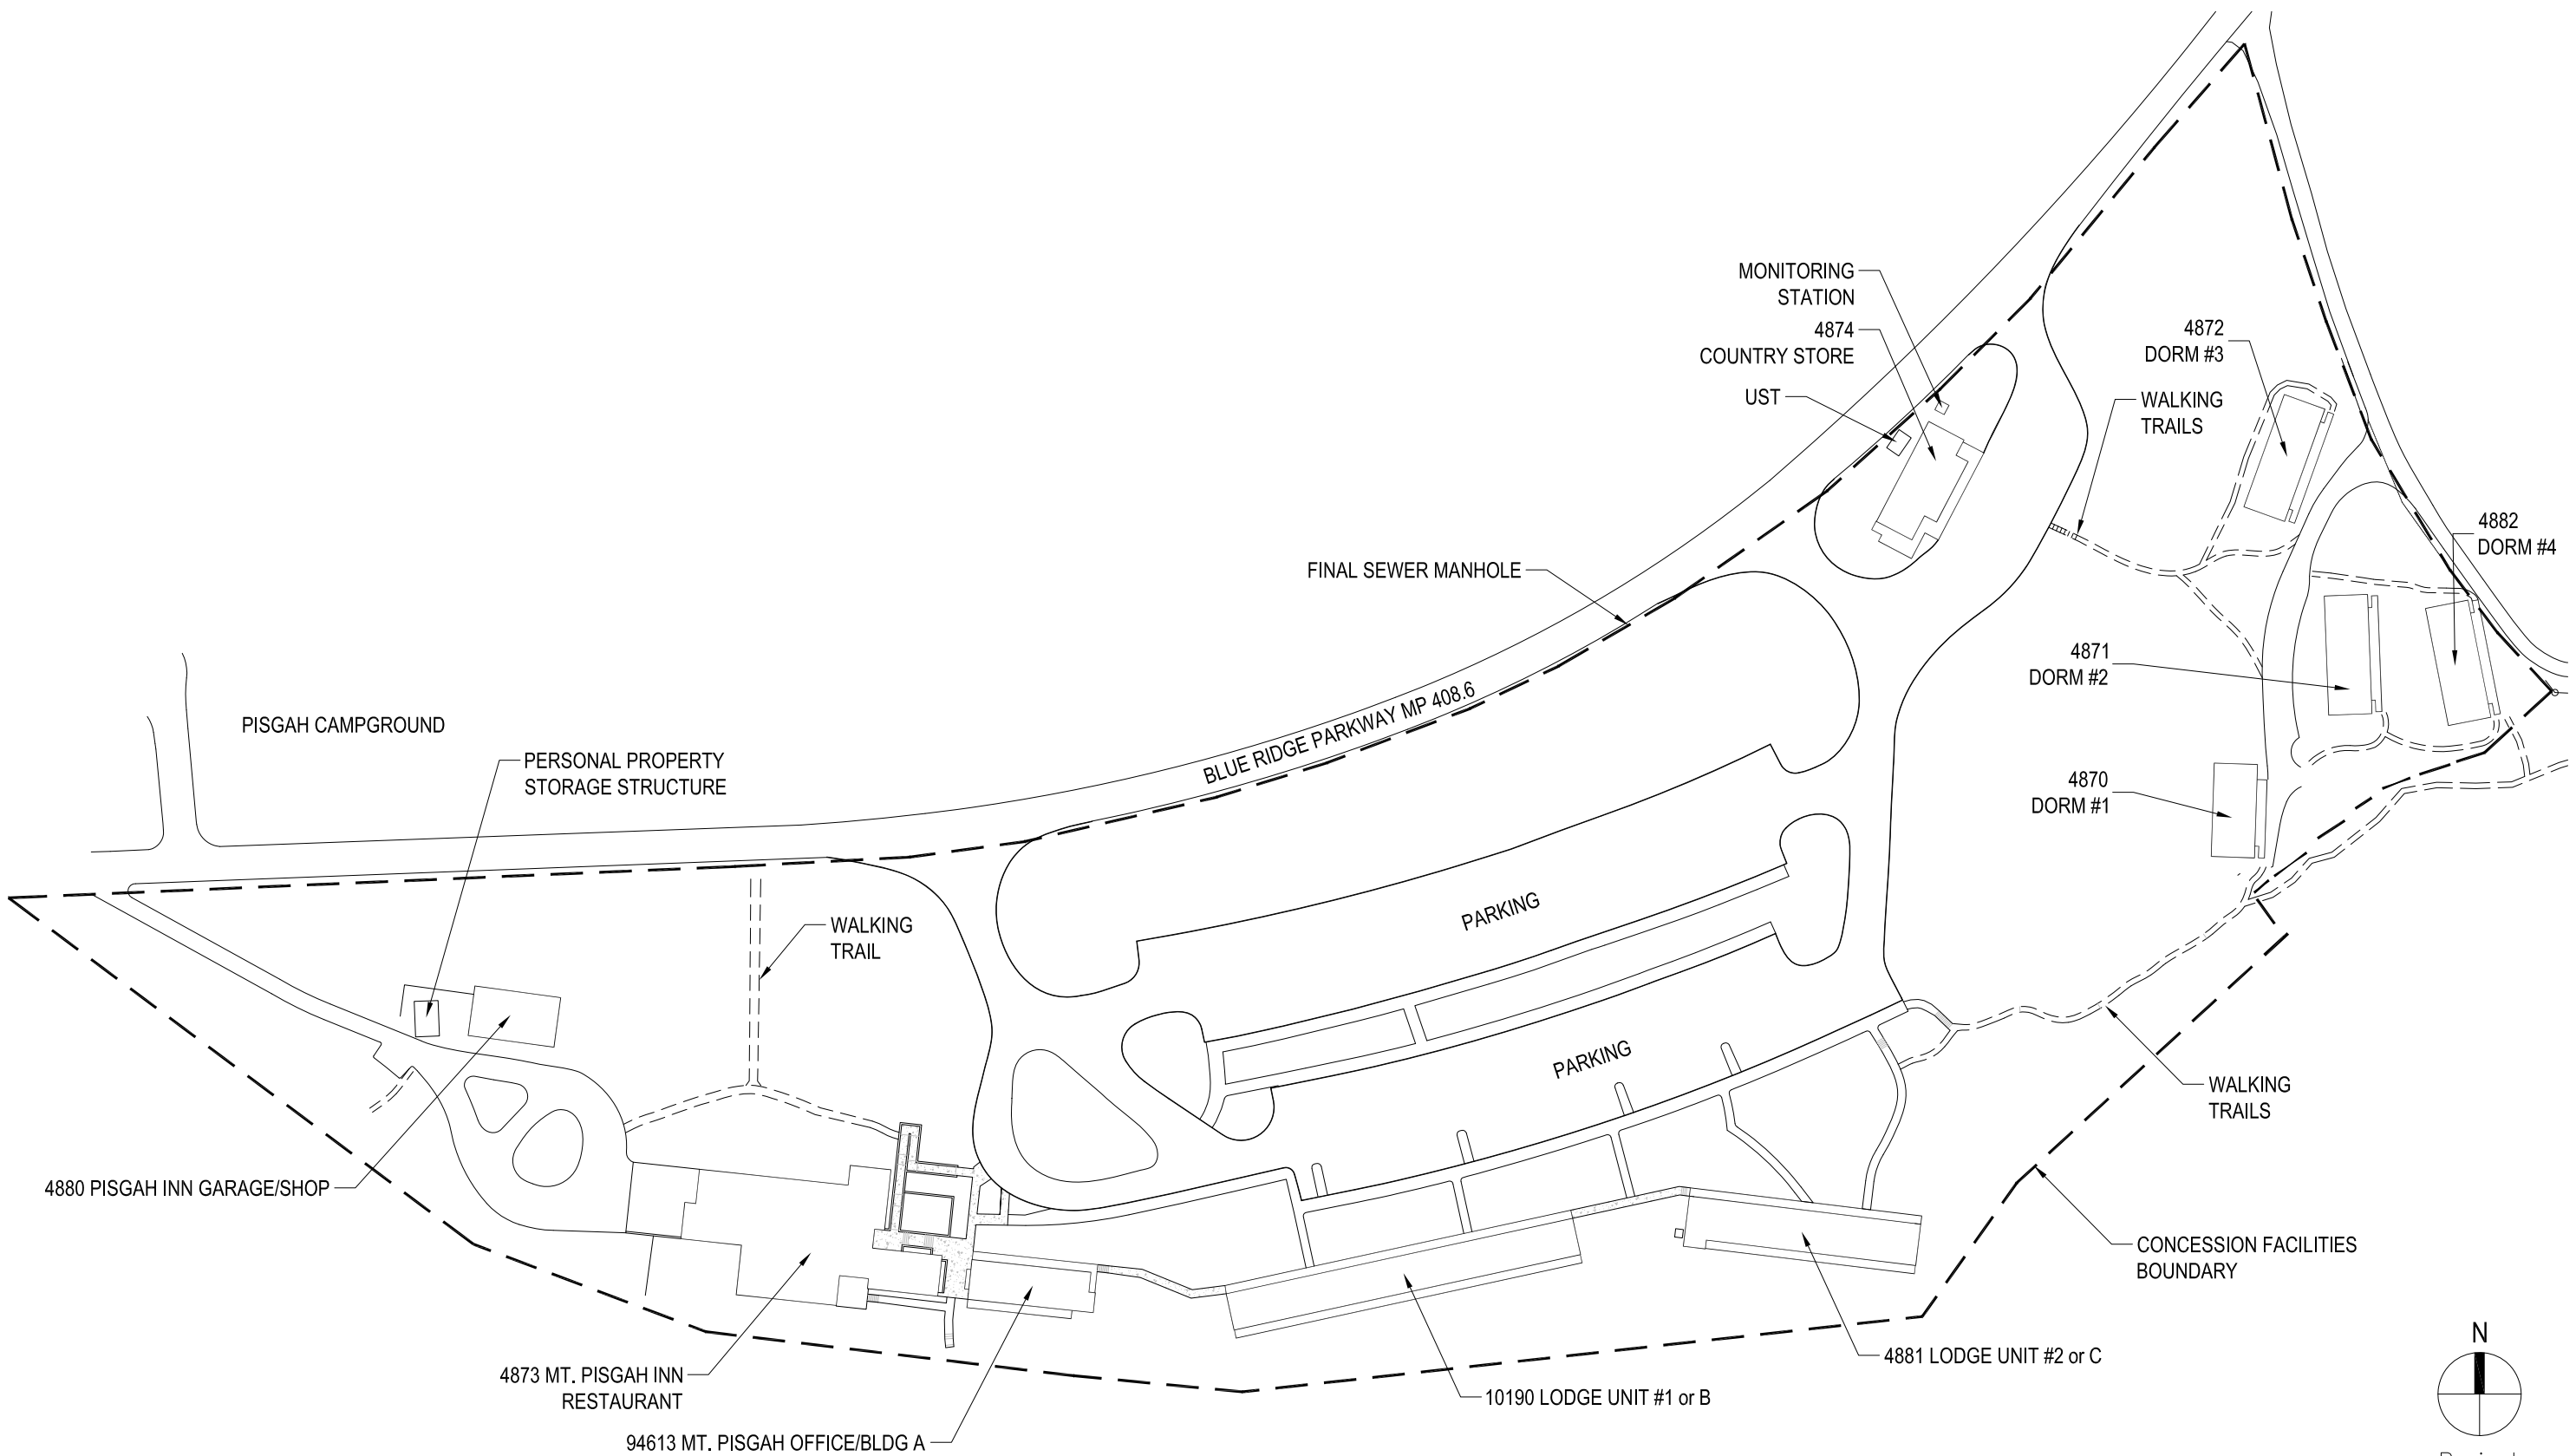 MONITORING
STATION
4874
COUNTRY STORE
UST
4872
DORM #3
WALKING
TRAILS
4882
DORM #4
FINAL SEWER MANHOLE
4871
DORM #2
BLUE RIDGE PARKWAY MP 408.6
PISGAH CAMPGROUND
PERSONAL PROPERTY
STORAGE STRUCTURE
4870
DORM #1
PARKING
WALKING
TRAIL
PARKING
WALKING
TRAILS
4880 PISGAH INN GARAGE/SHOP
CONCESSION FACILITIES
BOUNDARY
N
4881 LODGE UNIT #2 or C
4873 MT. PISGAH INN
RESTAURANT
10190 LODGE UNIT #1 or B
94613 MT. PISGAH OFFICE/BLDG A